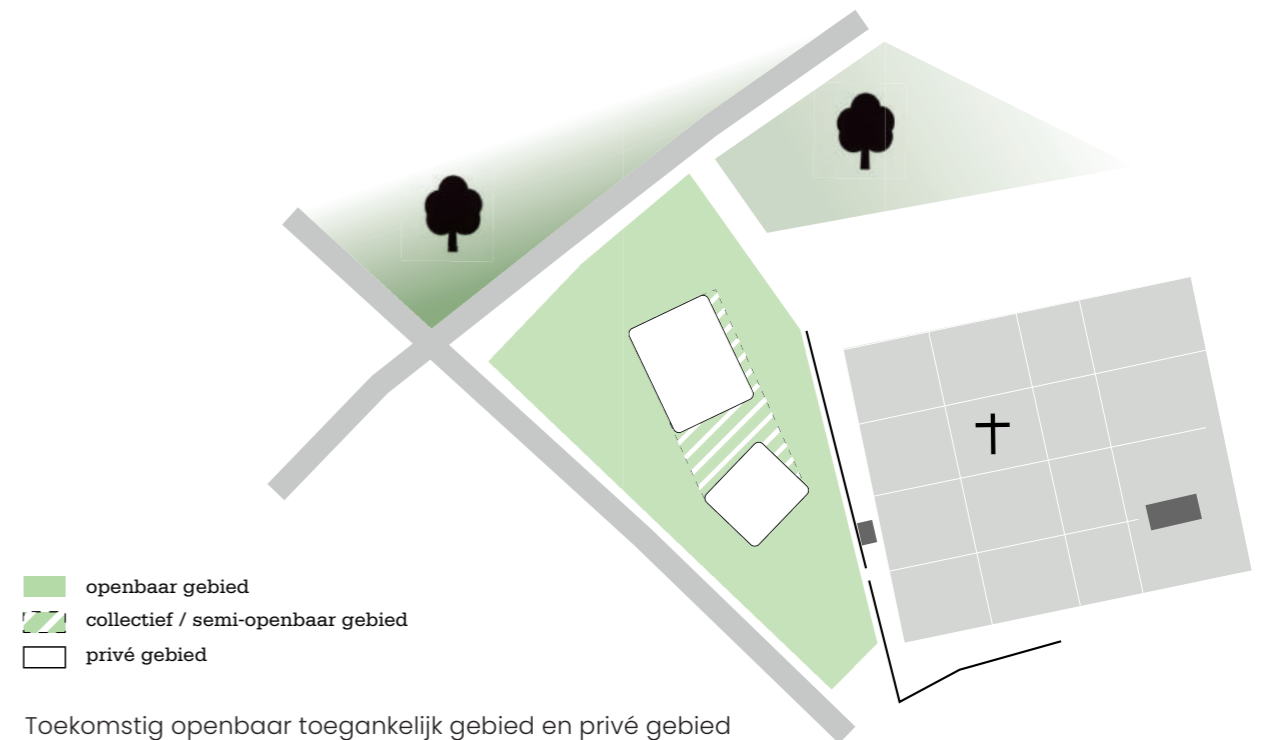 openbaar gebied
collectief / semi-openbaar gebied
privé gebied
Toekomstig openbaar toegankelijk gebied en privé gebied